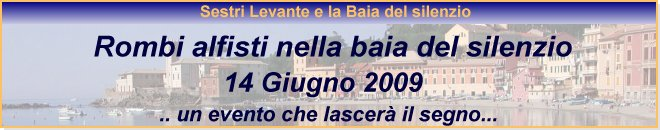 Sestri Levante e la Baia del silenzio
Rombi alfisti nella baia del silenzio
14 Giugno 2009
.. un evento che lascerà il segno...